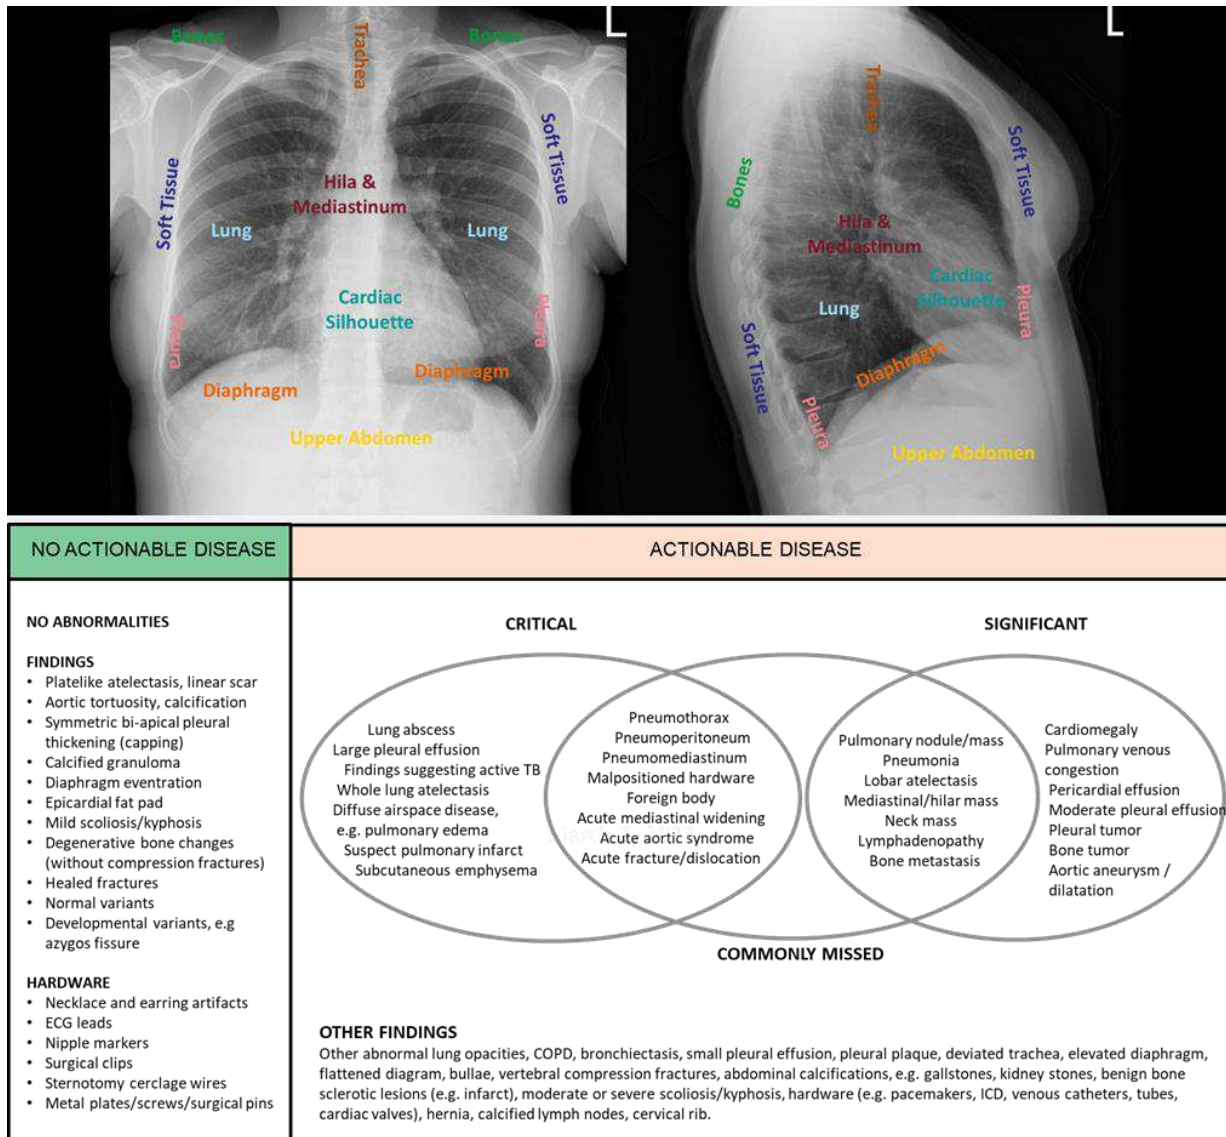 L
L
Bones
Trachea
Bones
Soft Tissue
Soft Tissue
Hila &
Mediastinum
Lung
Lung
Cardiac
Silhouette
Pleura
Pleura
Diaphragm
Diaphragm
Upper Abdomen
Trachea
Bones
Soft Tissue
Hila &
Mediastinum
Cardiac
Silhouette
Lung
Pleura
Soft Tissue
Diaphragm
Pleura
Upper Abdomen
NO ACTIONABLE DISEASE
ACTIONABLE DISEASE
NO ABNORMALITIES
FINDINGS
• Platelike atelectasis, linear scar
• Aortic tortuosity, calcification
• Symmetric bi-apical pleural
thickening (capping)
• Calcified granuloma
• Diaphragm eventration
• Epicardial fat pad
• Mild scoliosis/kyphosis
• Degenerative bone changes
(without compression fractures)
• Healed fractures
• Normal variants
• Developmental variants, e.g
azygos fissure
HARDWARE
• Necklace and earring artifacts
• ECG leads
• Nipple markers
• Surgical clips
• Sternotomy cerclage wires
• Metal plates/screws/surgical pins
CRITICAL
SIGNIFICANT
Lung abscess
Large pleural effusion
Findings suggesting active TB
Whole lung atelectasis
Diffuse airspace disease,
e.g. pulmonary edema
Suspect pulmonary infarct
Subcutaneous emphysema
Pneumothorax
Pneumoperitoneum
Pneumomediastinum
Malpositioned hardware
Foreign body
Acute mediastinal widening
Acute aortic syndrome
Acute fracture/dislocation
Pulmonary nodule/mass
Pneumonia
Lobar atelectasis
Mediastinal/hilar mass
Neck mass
Lymphadenopathy
Bone metastasis
Cardiomegaly
Pulmonary venous
congestion
Pericardial effusion
Moderate pleural effusion
Pleural tumor
Bone tumor
Aortic aneurysm /
dilatation
COMMONLY MISSED
OTHER FINDINGS
Other abnormal lung opacities, COPD, bronchiectasis, small pleural effusion, pleural plaque, deviated trachea, elevated diaphragm,
flattened diagram, bullae, vertebral compression fractures, abdominal calcifications, e.g. gallstones, kidney stones, benign bone
sclerotic lesions (e.g. infarct), moderate or severe scoliosis/kyphosis, hardware (e.g. pacemakers, ICD, venous catheters, tubes,
cardiac valves), hernia, calcified lymph nodes, cervical rib.